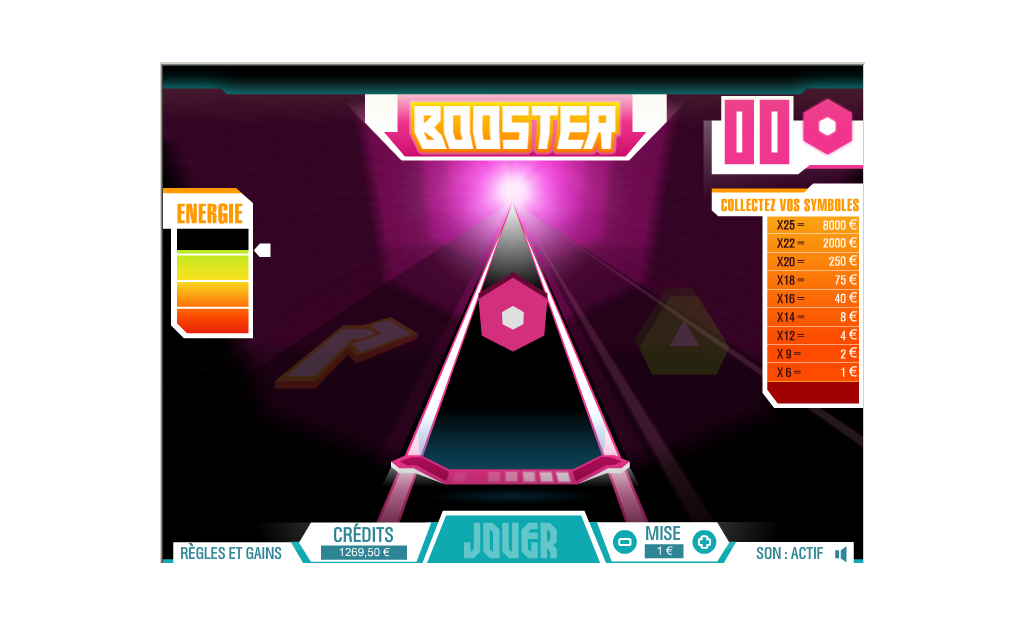 BOOSTER
00
ENERGIE
COLLECTEZ VOS SYMBOLES
X25 = 8000 €
X22 = 2000 €
X20 = 250 €
X18 = 75 €
X16 = 40 €
X14 = 8 €
X12 = 4 €
X 9 = 2 €
X 6 = 1 €
RÈGLES ET GAINS
CRÉDITS
1269,50 €
JOUER
MISE
1 €
SON : ACTIF